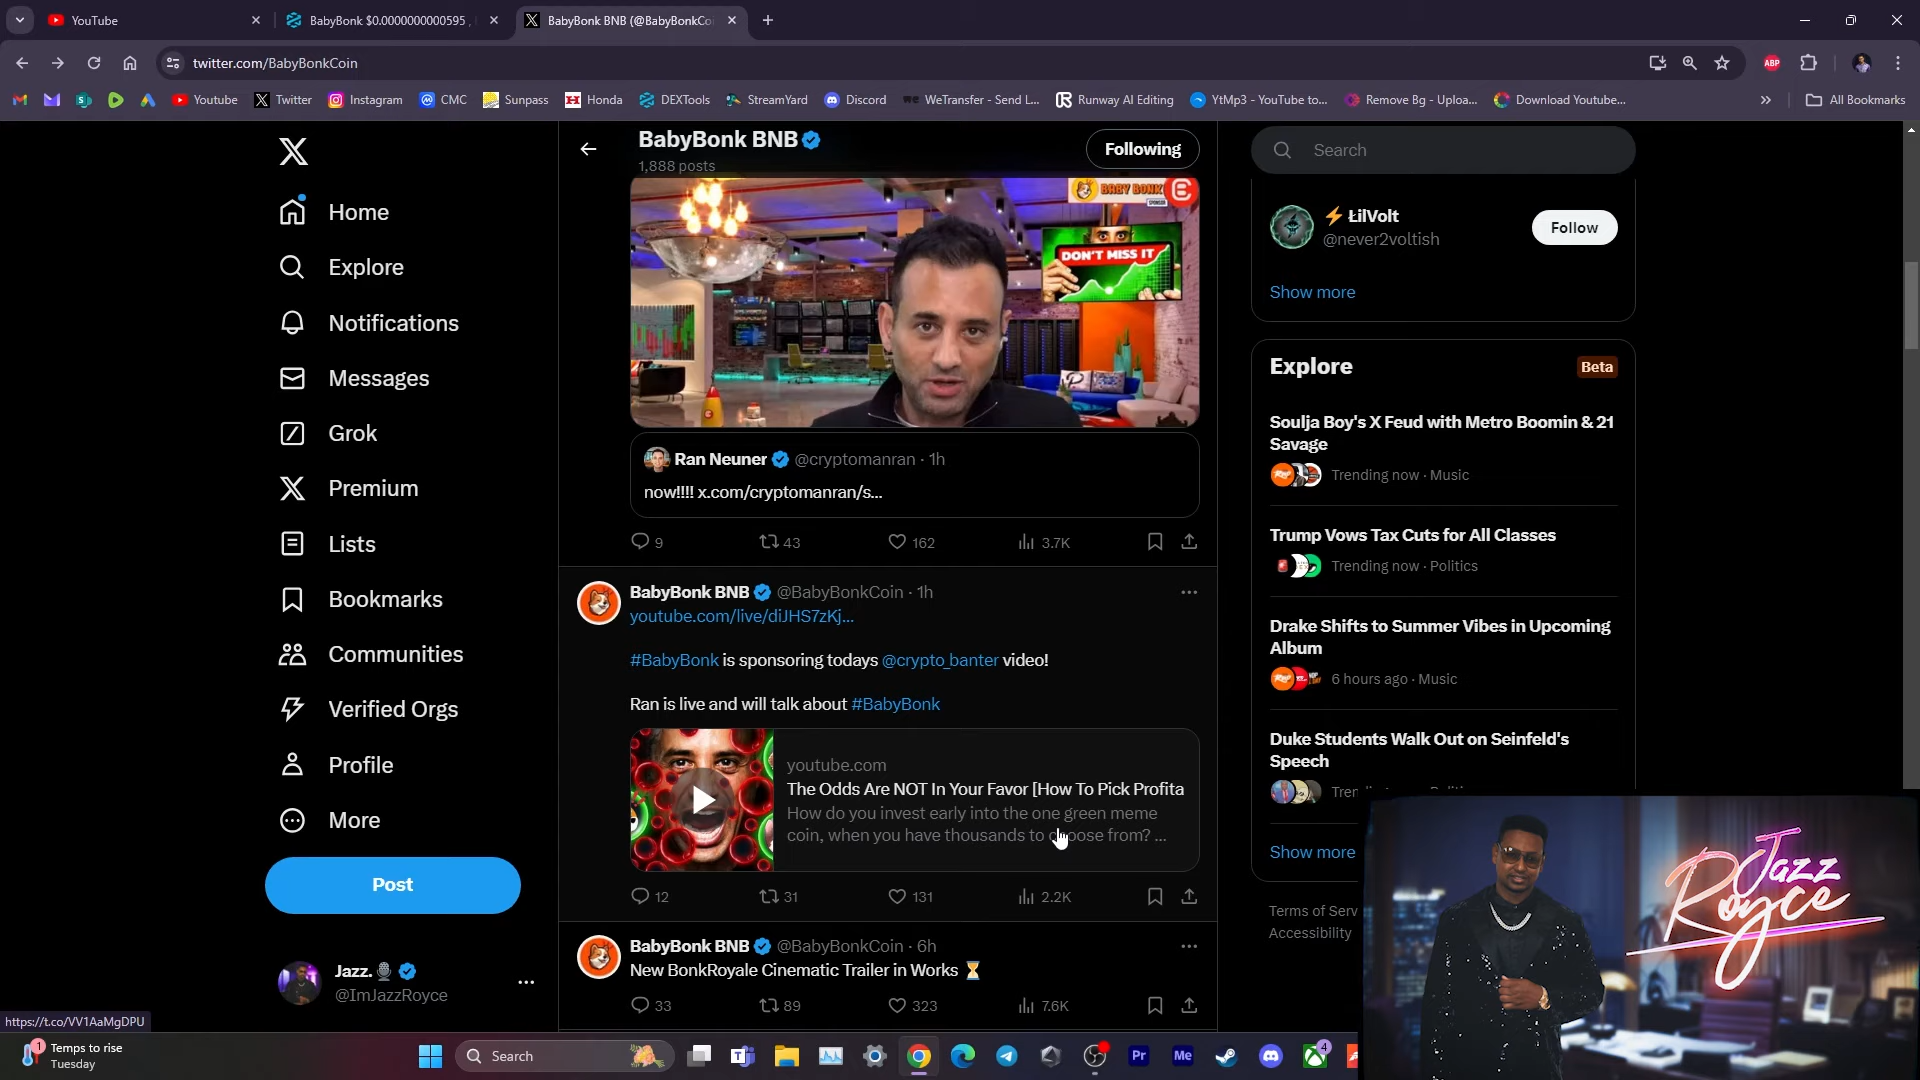 YouTube
BabyBonk $0.0000000000595 ,
BabyBonk BNB (@BabyBonkCo
twitter.com/BabyBonkCoin
ABP
Youtube
Twitter
Instagram
CMC
Sunpass
Honda
DEXTools
StreamYard
Discord
WeTransfer - Send L...
Runway AI Editing
YtMp3 - YouTube to...
Remove Bg - Uploa...
Download Youtube...
All Bookmarks
Home
Explore
Notifications
Messages
Grok
Premium
Lists
Bookmarks
Communities
Verified Orgs
Profile
More
Post
Jazz.
@ImJazzRoyce
https://t.co/VV1AaMgDPU
BabyBonk BNB
1,888 posts
Following
BABY BONK
SPONSOR
DON'T MISS IT
Ran Neuner @cryptomanran · 1h
now!!!! x.com/cryptomanran/s...
9 43 162 3.7K
BabyBonk BNB @BabyBonkCoin · 1h
youtube.com/live/diJHS7zKj...
#BabyBonk is sponsoring todays @crypto_banter video!
Ran is live and will talk about #BabyBonk
youtube.com
The Odds Are NOT In Your Favor [How To Pick Profita
How do you invest early into the one green meme
coin, when you have thousands to choose from? ...
12 31 131 2.2K
BabyBonk BNB @BabyBonkCoin · 6h
New BonkRoyale Cinematic Trailer in Works ⏳
33 89 323 7.6K
Search
ŁilVolt
@never2voltish
Follow
Show more
Explore
Beta
Soulja Boy's X Feud with Metro Boomin & 21
Savage
Trending now · Music
Trump Vows Tax Cuts for All Classes
Trending now · Politics
Drake Shifts to Summer Vibes in Upcoming
Album
6 hours ago · Music
Duke Students Walk Out on Seinfeld's
Speech
Show more
Terms of Serv
Accessibility
Jazz
Royce
1
Temps to rise
Tuesday
Search
Pr
Me
4